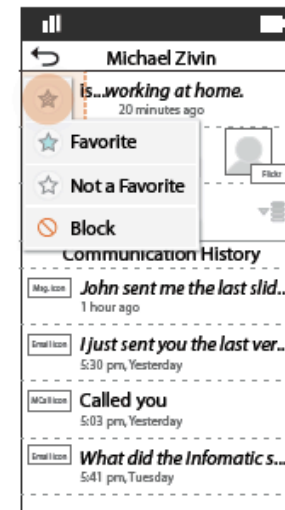 Michael Zivin
is...working at home.
20 minutes ago
Favorite
Not a Favorite
Block
Flickr
Communication History
Msg. icon
John sent me the last slid...
1 hour ago
Email icon
I just sent you the last ver...
5:30 pm, Yesterday
MCall icon
Called you
5:03 pm, Yesterday
Email icon
What did the Infomatic s...
5:41 pm, Tuesday